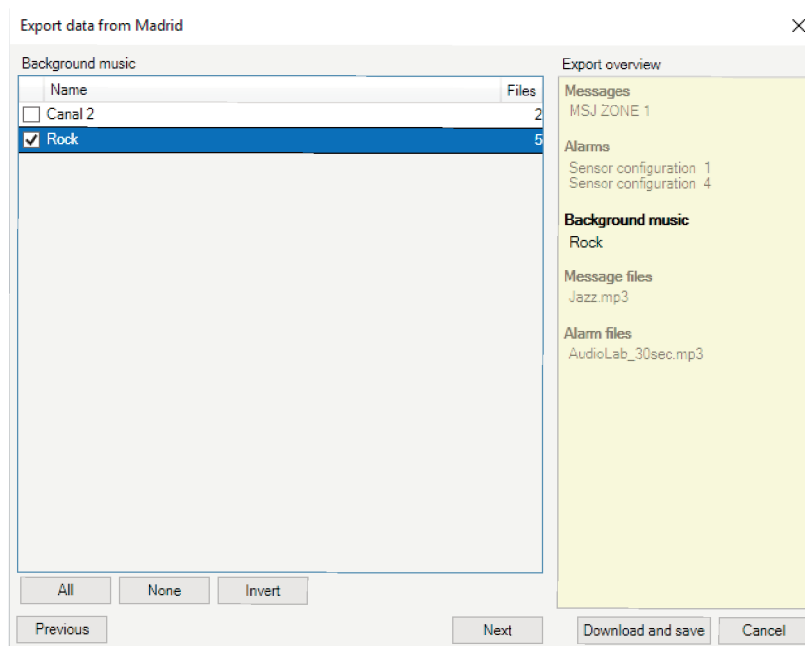 Export data from Madrid
Background music
Name Files
Canal 2 2
Rock 5
All None Invert
Previous Next
Export overview
Messages
MSJ ZONE 1
Alarms
Sensor configuration 1
Sensor configuration 4
Background music
Rock
Message files
Jazz.mp3
Alarm files
AudioLab_30sec.mp3
Download and save Cancel